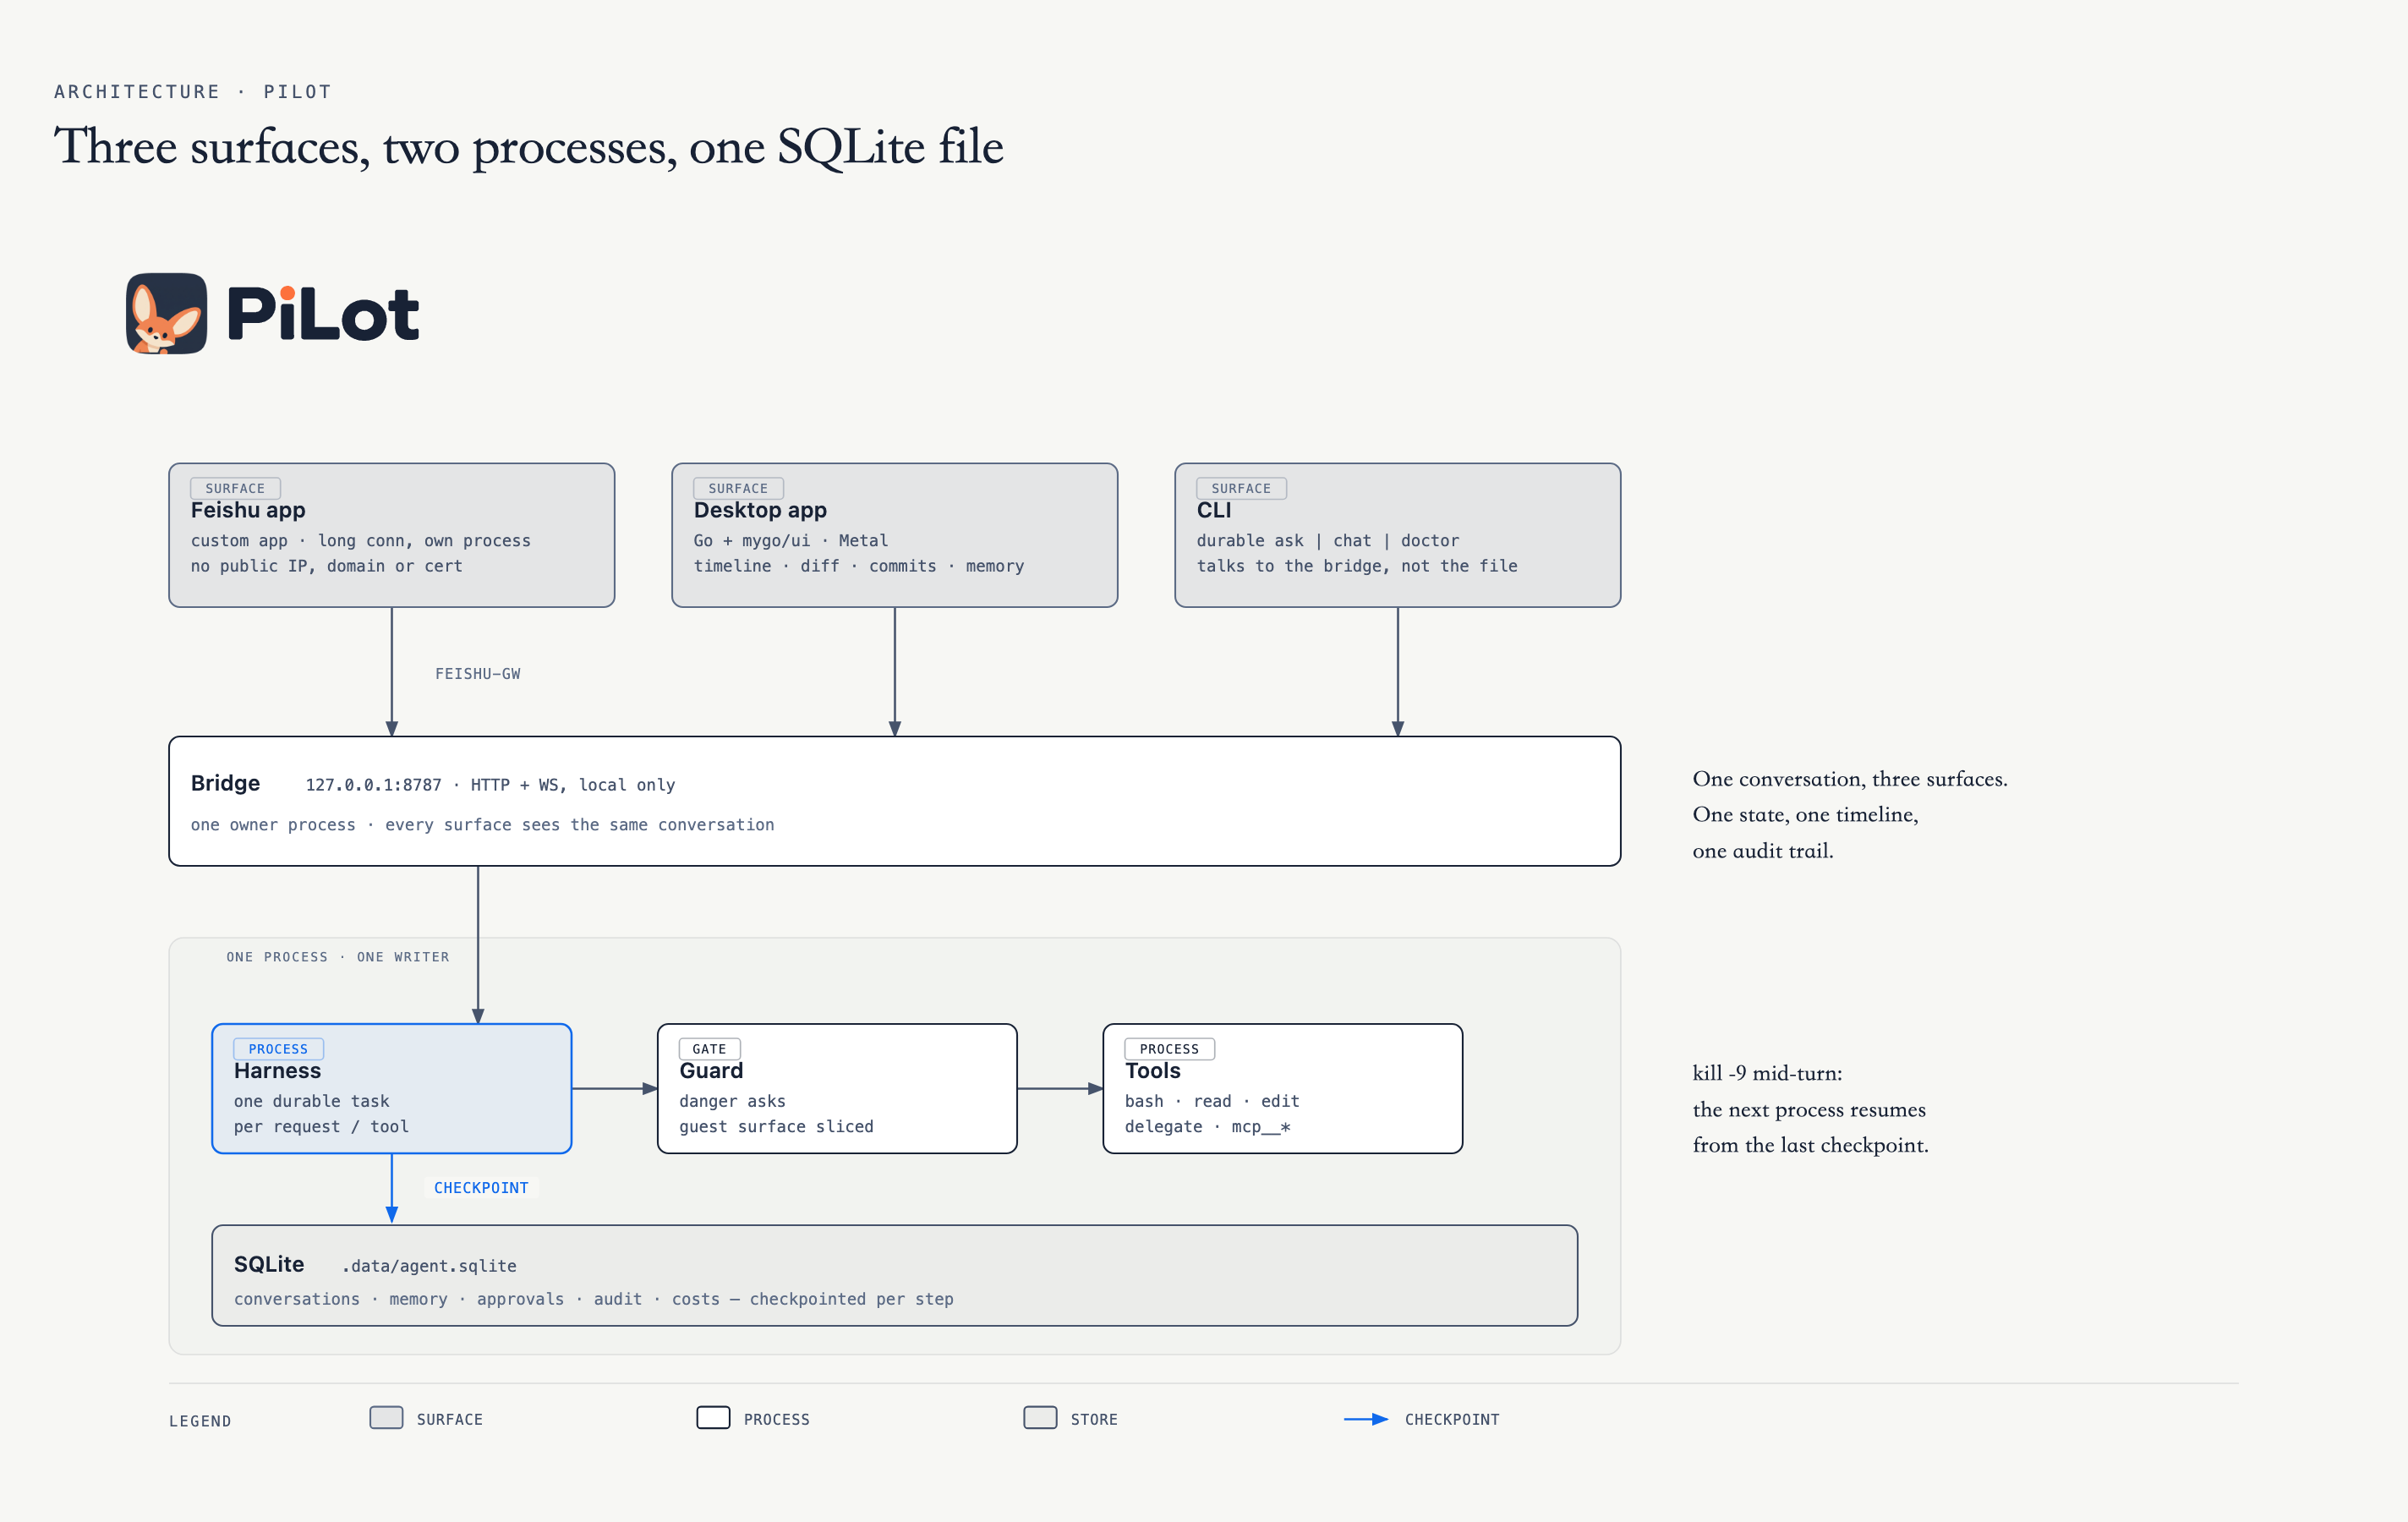 ARCHITECTURE · PILOT
Three surfaces, two processes, one SQLite file
PiLot
SURFACE
Feishu app
custom app · long conn, own process
no public IP, domain or cert
SURFACE
Desktop app
Go + mygo/ui · Metal
timeline · diff · commits · memory
SURFACE
CLI
durable ask | chat | doctor
talks to the bridge, not the file
FEISHU-GW
Bridge 127.0.0.1:8787 · HTTP + WS, local only
one owner process · every surface sees the same conversation
One conversation, three surfaces.
One state, one timeline,
one audit trail.
ONE PROCESS · ONE WRITER
PROCESS
Harness
one durable task
per request / tool
GATE
Guard
danger asks
guest surface sliced
PROCESS
Tools
bash · read · edit
delegate · mcp__*
kill -9 mid-turn:
the next process resumes
from the last checkpoint.
CHECKPOINT
SQLite .data/agent.sqlite
conversations · memory · approvals · audit · costs — checkpointed per step
LEGEND SURFACE PROCESS STORE CHECKPOINT